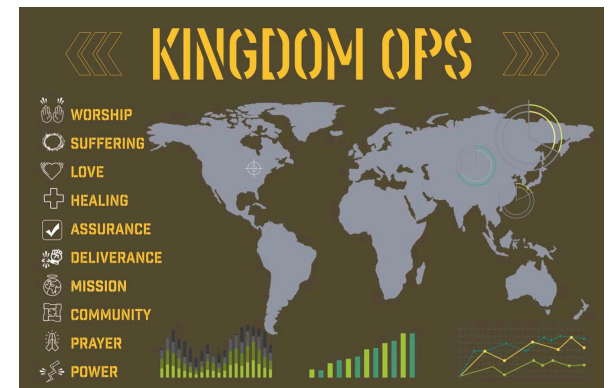 KINGDOM OPS
WORSHIP
SUFFERING
LOVE
HEALING
ASSURANCE
DELIVERANCE
MISSION
COMMUNITY
PRAYER
POWER